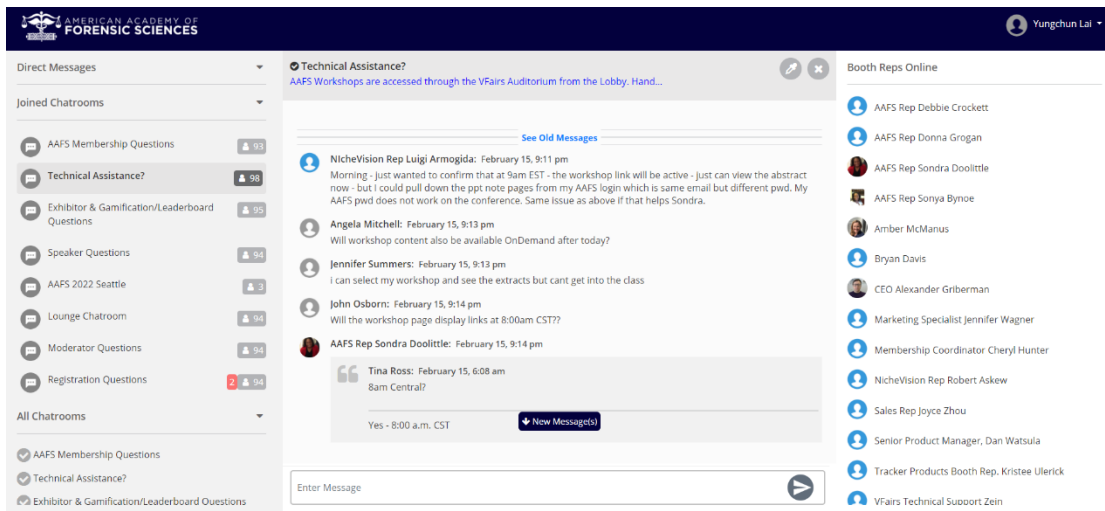 AMERICAN ACADEMY OF
FORENSIC SCIENCES
Yungchun Lai
Direct Messages
Joined Chatrooms
AAFS Membership Questions
93
Technical Assistance?
98
Exhibitor & Gamification/Leaderboard
Questions
95
Speaker Questions
94
AAFS 2022 Seattle
3
Lounge Chatroom
94
Moderator Questions
94
Registration Questions
2
94
All Chatrooms
AAFS Membership Questions
Technical Assistance?
Exhibitor & Gamification/Leaderboard Questions
Technical Assistance?
AAFS Workshops are accessed through the VFairs Auditorium from the Lobby. Hand...
See Old Messages
NIcheVision Rep Luigi Armogida: February 15, 9:11 pm
Morning - just wanted to confirm that at 9am EST - the workshop link will be active - just can view the abstract
now - but I could pull down the ppt note pages from my AAFS login which is same email but different pwd. My
AAFS pwd does not work on the conference. Same issue as above if that helps Sondra.
Angela Mitchell: February 15, 9:13 pm
Will workshop content also be available OnDemand after today?
Jennifer Summers: February 15, 9:13 pm
i can select my workshop and see the extracts but cant get into the class
John Osborn: February 15, 9:14 pm
Will the workshop page display links at 8:00am CST??
AAFS Rep Sondra Doolittle: February 15, 9:14 pm
Tina Ross: February 15, 6:08 am
8am Central?
Yes - 8:00 a.m. CST
New Message(s)
Enter Message
Booth Reps Online
AAFS Rep Debbie Crockett
AAFS Rep Donna Grogan
AAFS Rep Sondra Doolittle
AAFS Rep Sonya Bynoe
Amber McManus
Bryan Davis
CEO Alexander Griberman
Marketing Specialist Jennifer Wagner
Membership Coordinator Cheryl Hunter
NicheVision Rep Robert Askew
Sales Rep Joyce Zhou
Senior Product Manager, Dan Watsula
Tracker Products Booth Rep. Kristee Ulerick
VFairs Technical Support Zein